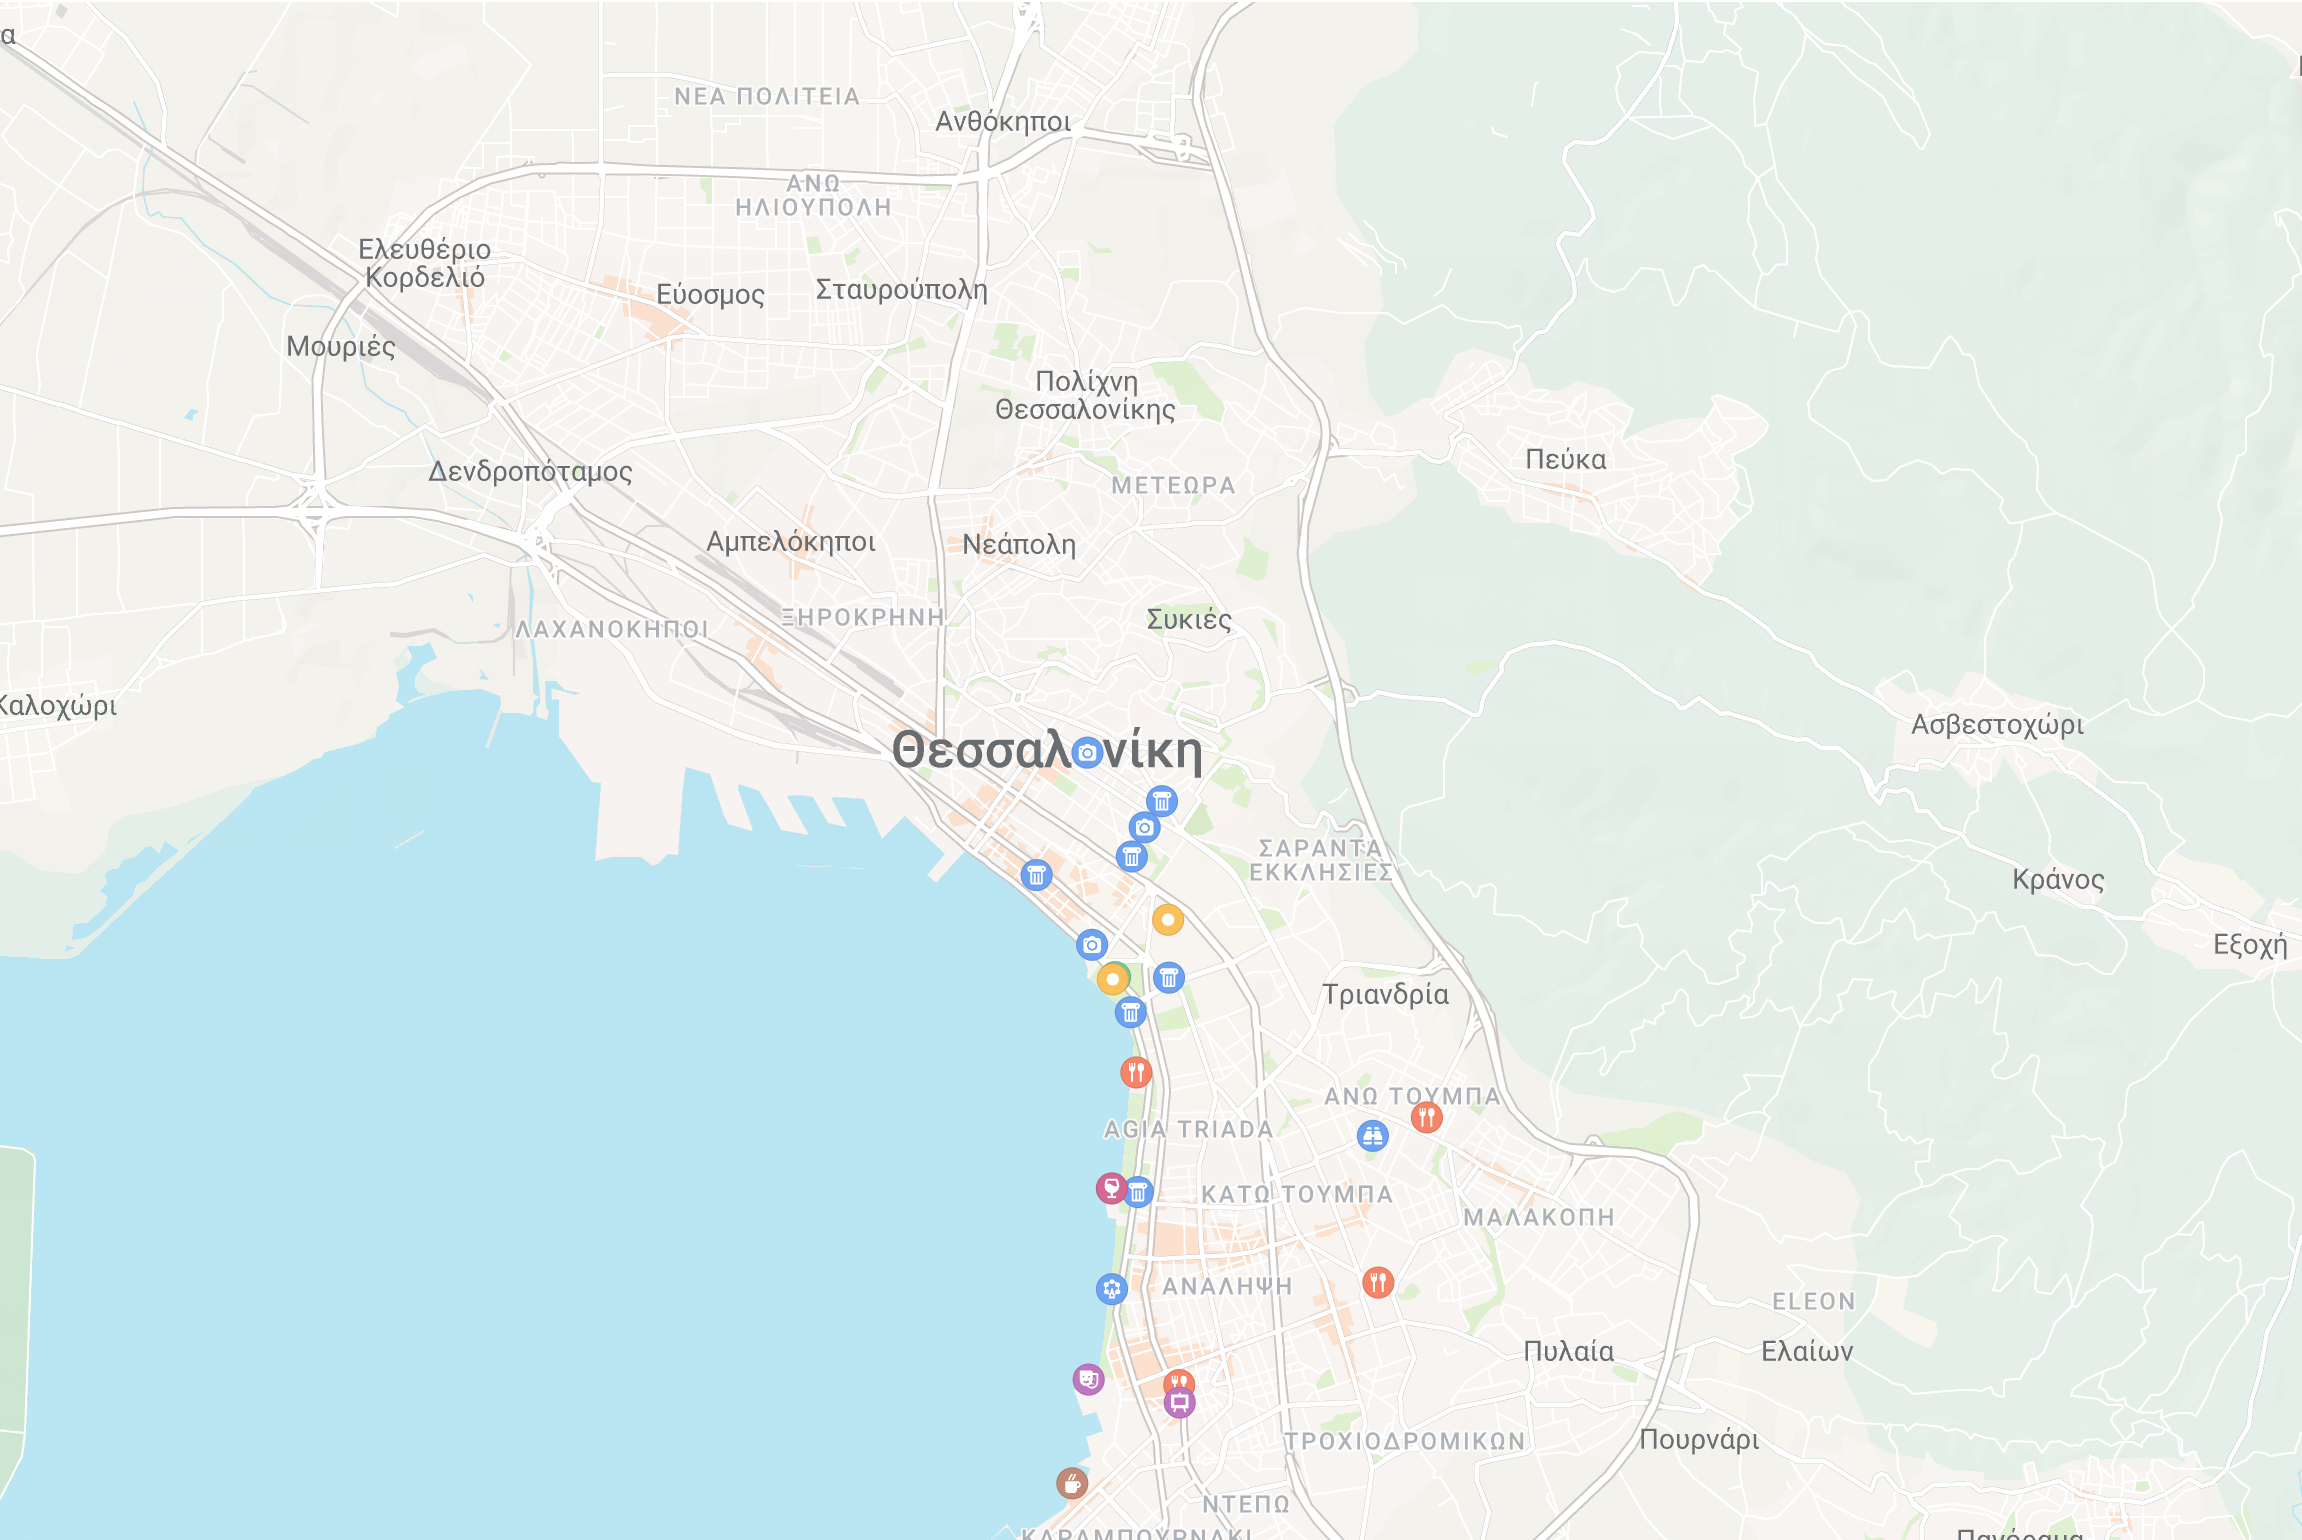 α
ΝΕΑ ΠΟΛΙΤΕΙΑ
Ανθόκηποι
ΑΝΩ
ΗΛΙΟΥΠΟΛΗ
Ελευθέριο
Κορδελιό
Εύοσμος
Σταυρούπολη
Μουριές
Πολίχνη
Θεσσαλονίκης
Πεύκα
Δενδροπόταμος
ΜΕΤΕΩΡΑ
Αμπελόκηποι
Νεάπολη
ΞΗΡΟΚΡΗΝΗ
Συκιές
ΛΑΧΑΝΟΚΗΠΟΙ
Καλοχώρι
Ασβεστοχώρι
Θεσσαλονίκη
ΣΑΡΑΝΤΑ
ΕΚΚΛΗΣΙΕΣ
Κράνος
Εξοχή
Τριανδρία
ΑΝΩ ΤΟΥΜΠΑ
AGIA TRIADA
ΚΑΤΩ ΤΟΥΜΠΑ
ΜΑΛΑΚΟΠΗ
ΑΝΑΛΗΨΗ
ELEON
Πυλαία
Ελαίων
ΤΡΟΧΙΟΔΡΟΜΙΚΩΝ
Πουρνάρι
ΝΤΕΠΩ
ΚΑΡΑΜΠΟΥΡΝΑΚΙ
Πανόραμα